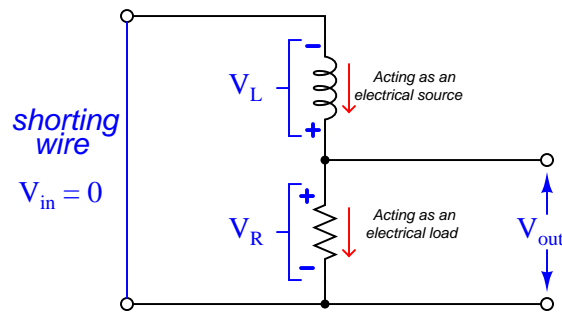 −
V_L
Acting as an
electrical source
+
shorting
wire
V_in = 0
+
V_R
Acting as an
electrical load
−
V_out